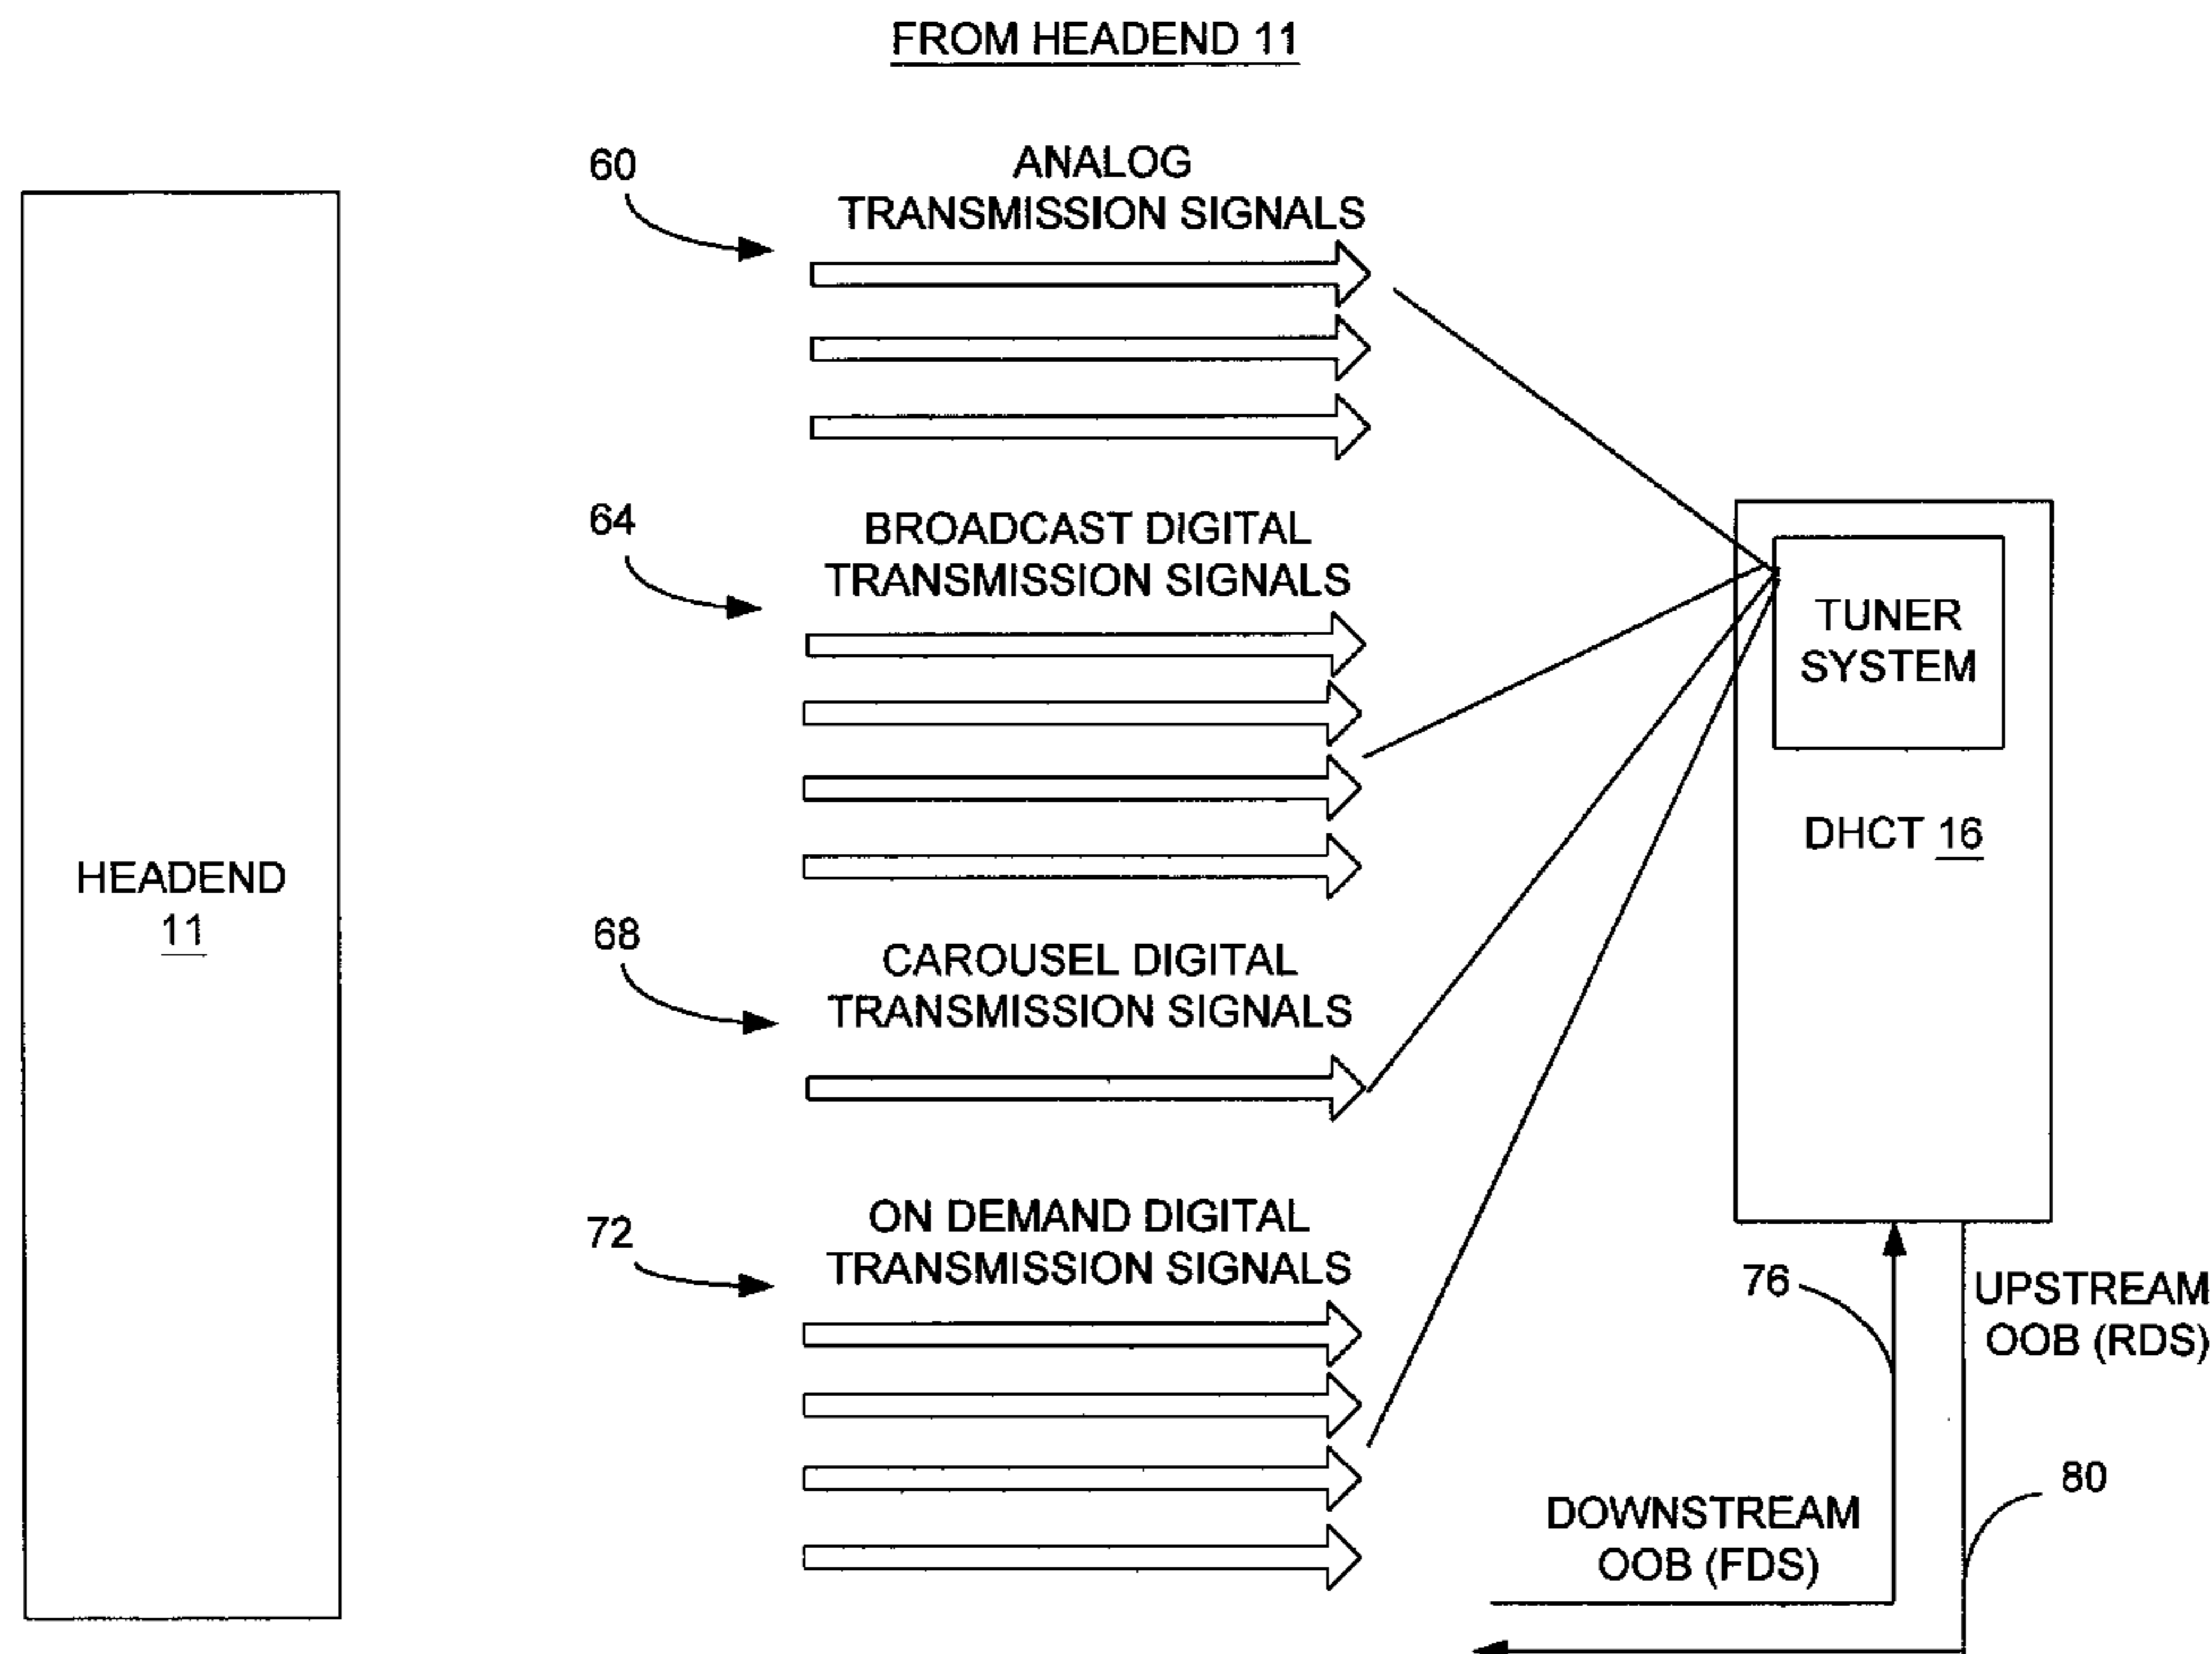 FROM HEADEND 11
60
ANALOG
TRANSMISSION SIGNALS
64
BROADCAST DIGITAL
TRANSMISSION SIGNALS
TUNER
SYSTEM
DHCT 16
HEADEND
11
68
CAROUSEL DIGITAL
TRANSMISSION SIGNALS
72
ON DEMAND DIGITAL
TRANSMISSION SIGNALS
76
UPSTREAM
OOB (RDS)
80
DOWNSTREAM
OOB (FDS)